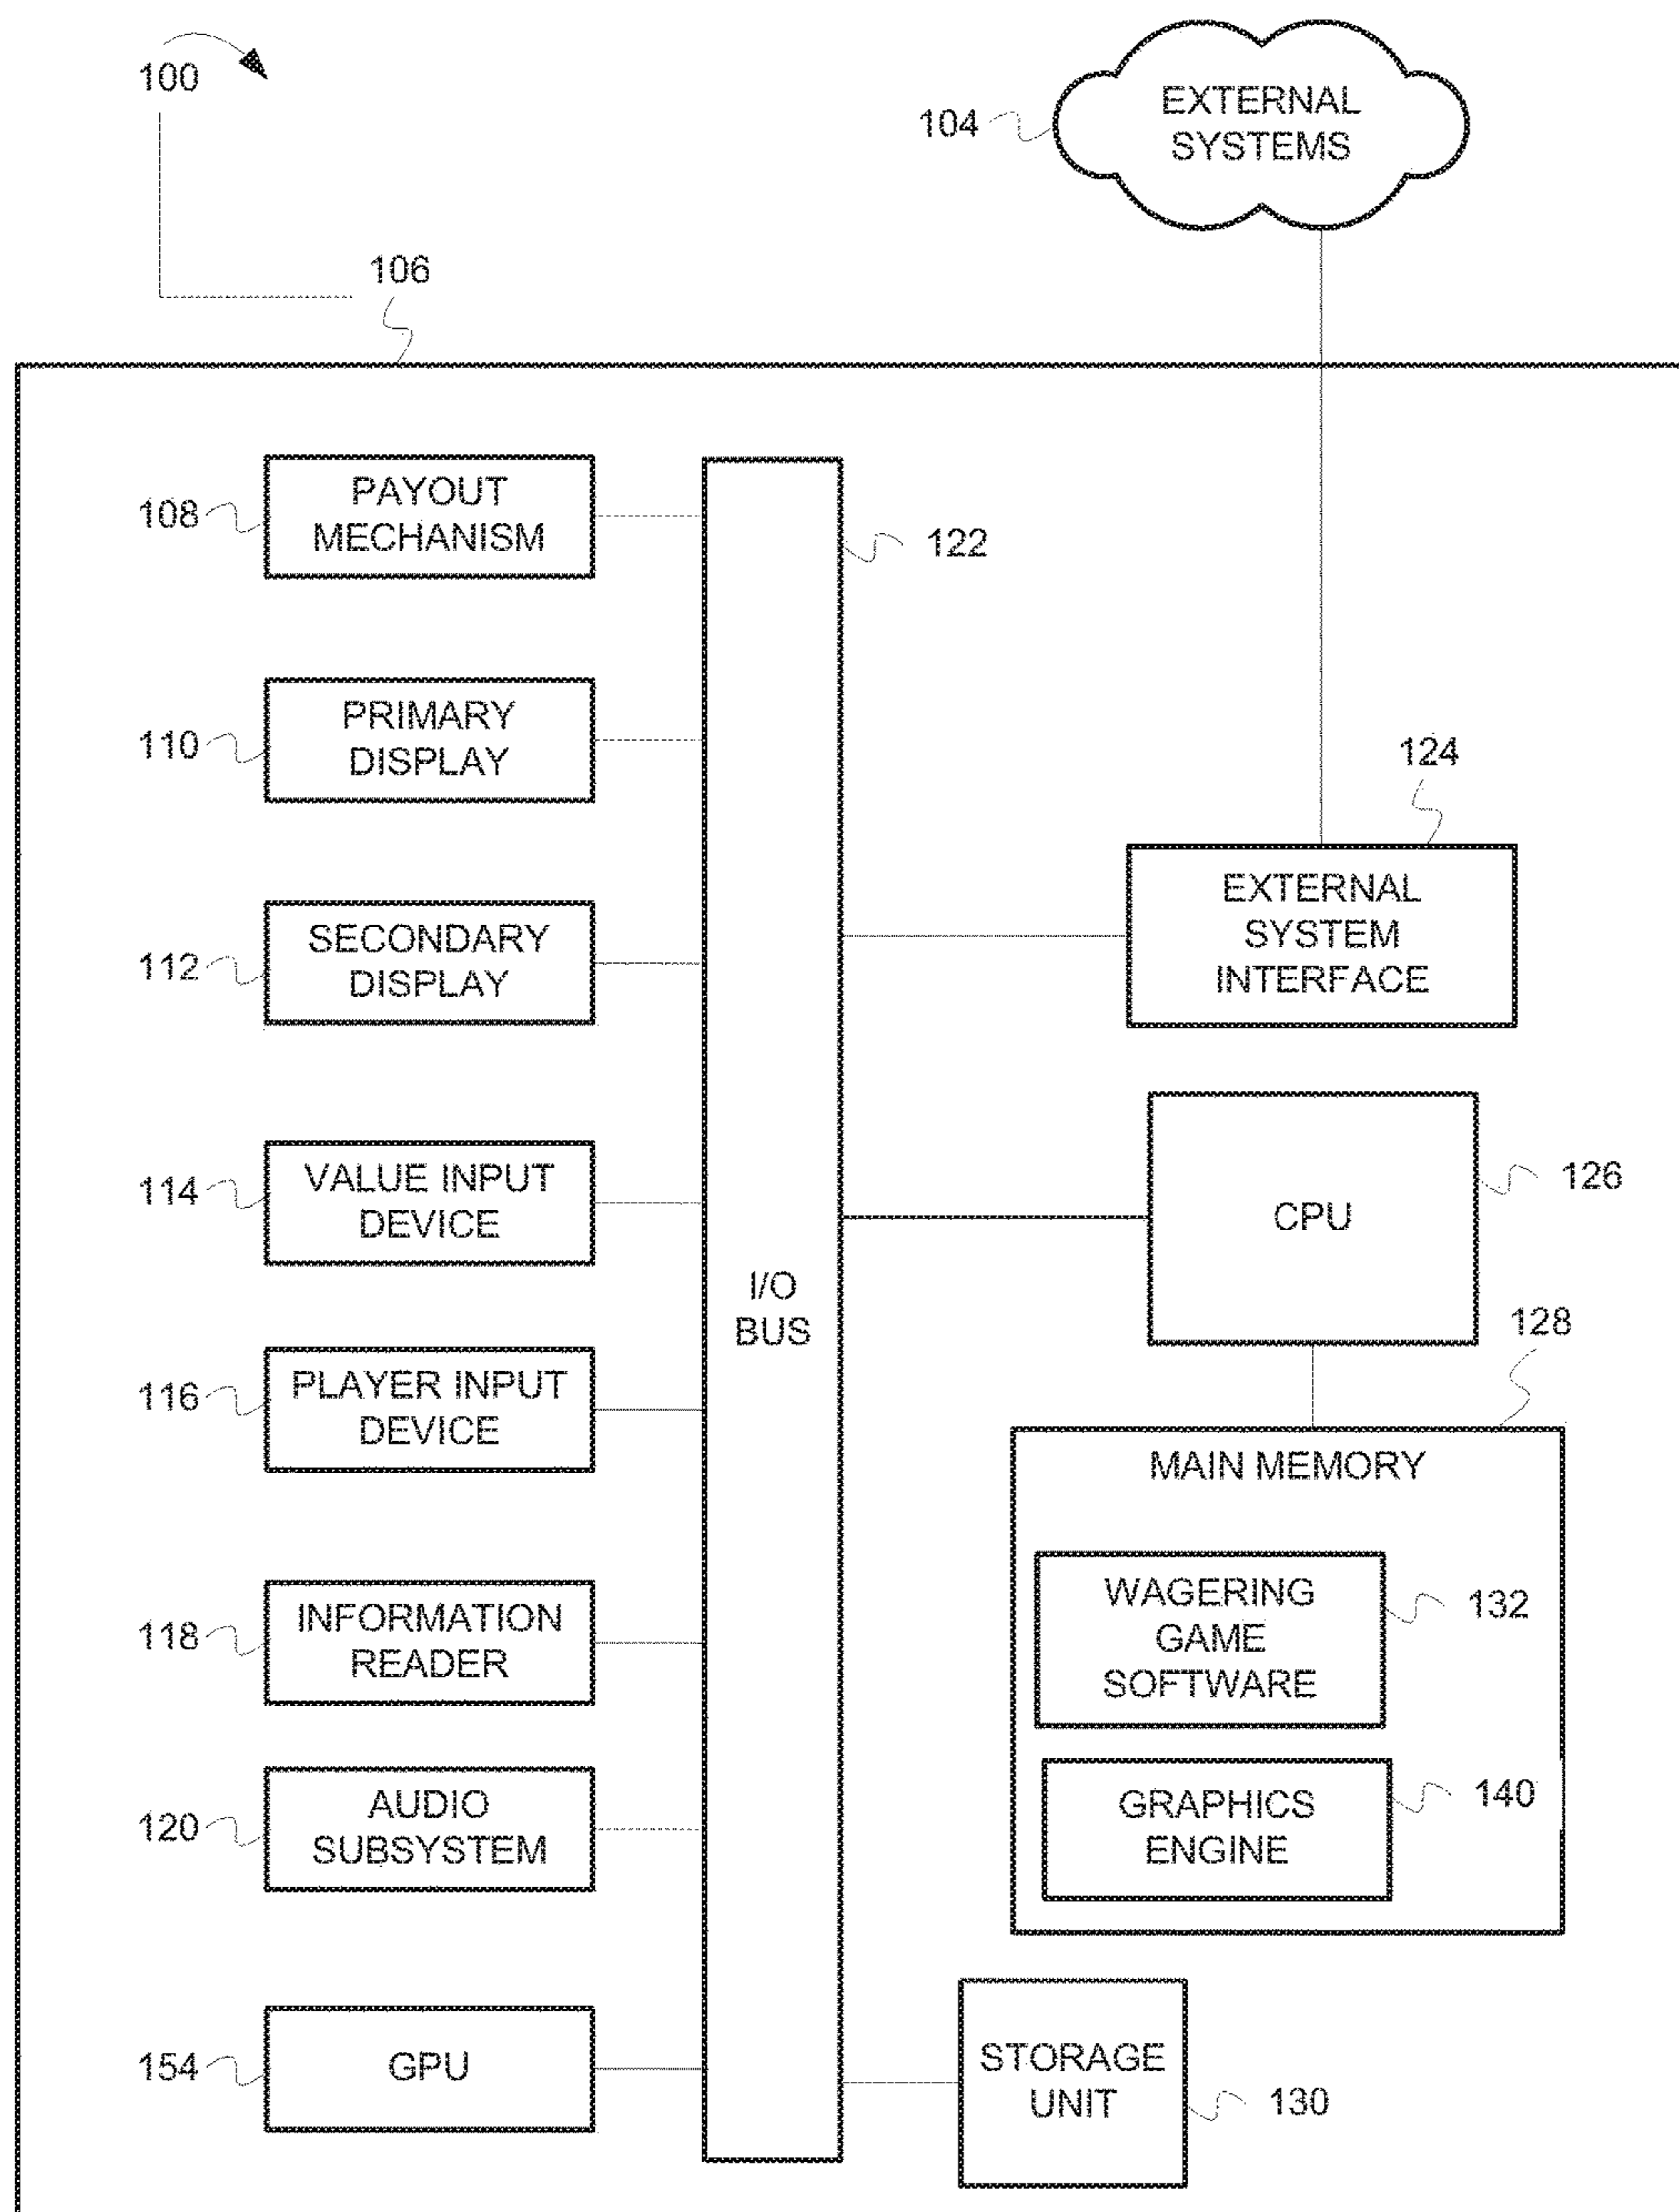 100
104
EXTERNAL
SYSTEMS
106
108
PAYOUT
MECHANISM
122
110
PRIMARY
DISPLAY
124
112
SECONDARY
DISPLAY
EXTERNAL
SYSTEM
INTERFACE
114
VALUE INPUT
DEVICE
126
CPU
I/O
BUS
116
PLAYER INPUT
DEVICE
128
MAIN MEMORY
118
INFORMATION
READER
WAGERING
GAME
SOFTWARE
132
120
AUDIO
SUBSYSTEM
GRAPHICS
ENGINE
140
154
GPU
STORAGE
UNIT
130